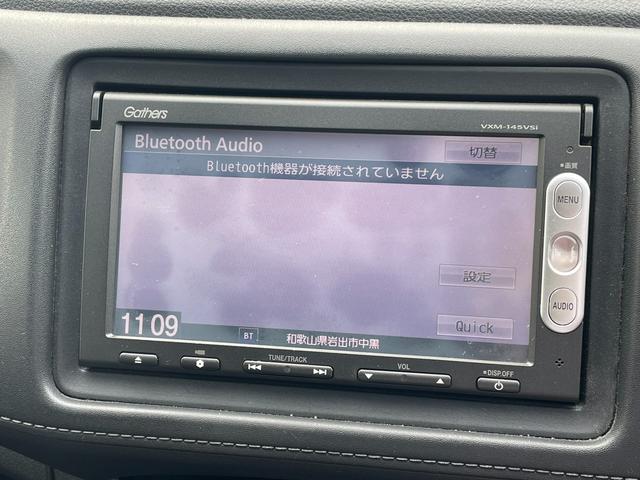 Gathers
VXM-145VSi
Bluetooth Audio
切替
Bluetooth機器が接続されていません
*画質
MENU
設定
AUDIO
11:09
BT
和歌山県岩出市中黒
Quick
TUNE/TRACK
VOL
*DISP.OFF